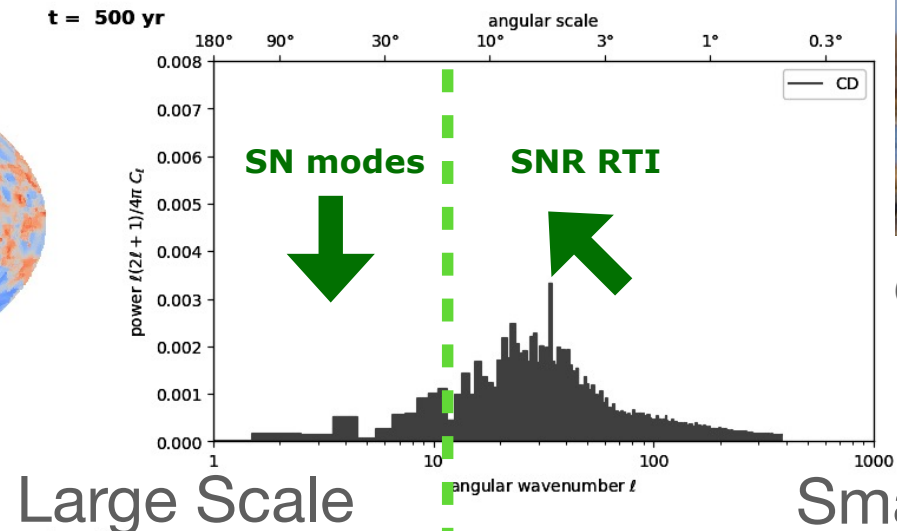 t = 500 yr
angular scale
180° 90° 30° 10° 3° 1° 0.3°
0.008
CD
0.007
0.006
SN modes SNR RTI
0.005
0.004
0.003
0.002
0.001
0.000
power ℓ(2ℓ + 1)/4π Cℓ
1 10 100 1000
angular wavenumber ℓ
Large Scale